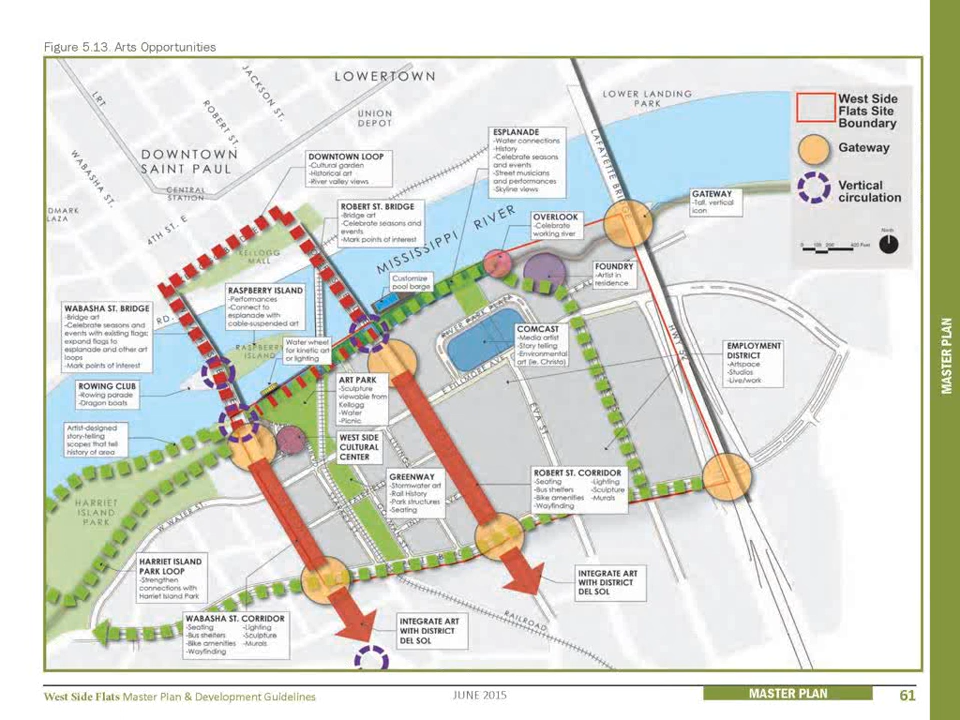 Figure 5.13. Arts Opportunities
LOWERTOWN
UNION
DEPOT
LOWER LANDING
PARK
JACKSON ST.
ROBERT ST.
LRT
WABASHA ST.
DOWNTOWN
SAINT PAUL
CENTRAL
STATION
4TH ST. E
KELLOGG
MALL
LAFAYETTE
West Side
Flats Site
Boundary
Gateway
Vertical
circulation
North
DOWNTOWN LOOP
-Cultural garden
-Historical art
-River valley views
ESPLANADE
-Water connections
-History
-Celebrate seasons
and events
-Street musicians
and performances
-Skyline views
GATEWAY
-Tall, vertical
icon
ROBERT ST. BRIDGE
-Bridge art
-Celebrate seasons and
events
-Mark points of interest
MISSISSIPPI RIVER
OVERLOOK
-Celebrate
working river
FOUNDRY
-Artist in
residence
Customize
pool barge
RASPBERRY ISLAND
-Performances
-Connect to
esplanade with
cable-suspended art
WABASHA ST. BRIDGE
-Bridge art
-Celebrate seasons and
events with existing flags;
expand flags to
esplanade and other art
loops
-Mark points of interest
RD.
ISLAND
Water wheel
for kinetic art
or lighting
COMCAST
-Media artist
-Story telling
-Environmental
art (ie. Christo)
EMPLOYMENT
DISTRICT
-Artspace
-Studios
-Live/work
HWY 52
FILLMORE AVE
EVA ST.
ROWING CLUB
-Rowing parade
-Dragon boats
ART PARK
-Sculpture
viewable from
Kellogg
-Water
-Picnic
Artist-designed
story-telling
scopes that tell
history of area
WEST SIDE
CULTURAL
CENTER
GREENWAY
-Stormwater art
-Rail History
-Park structures
-Seating
ROBERT ST. CORRIDOR
-Seating -Lighting
-Bus shelters -Sculpture
-Bike amenities -Murals
-Wayfinding
HARRIET
ISLAND
PARK
W WATER ST
HARRIET ISLAND
PARK LOOP
-Strengthen
connections with
Harriet Island Park
WABASHA ST. CORRIDOR
-Seating -Lighting
-Bus shelters -Sculpture
-Bike amenities -Murals
-Wayfinding
INTEGRATE ART
WITH DISTRICT
DEL SOL
INTEGRATE ART
WITH DISTRICT
DEL SOL
RAILROAD
MASTER PLAN
West Side Flats Master Plan & Development Guidelines
JUNE 2015
MASTER PLAN
61